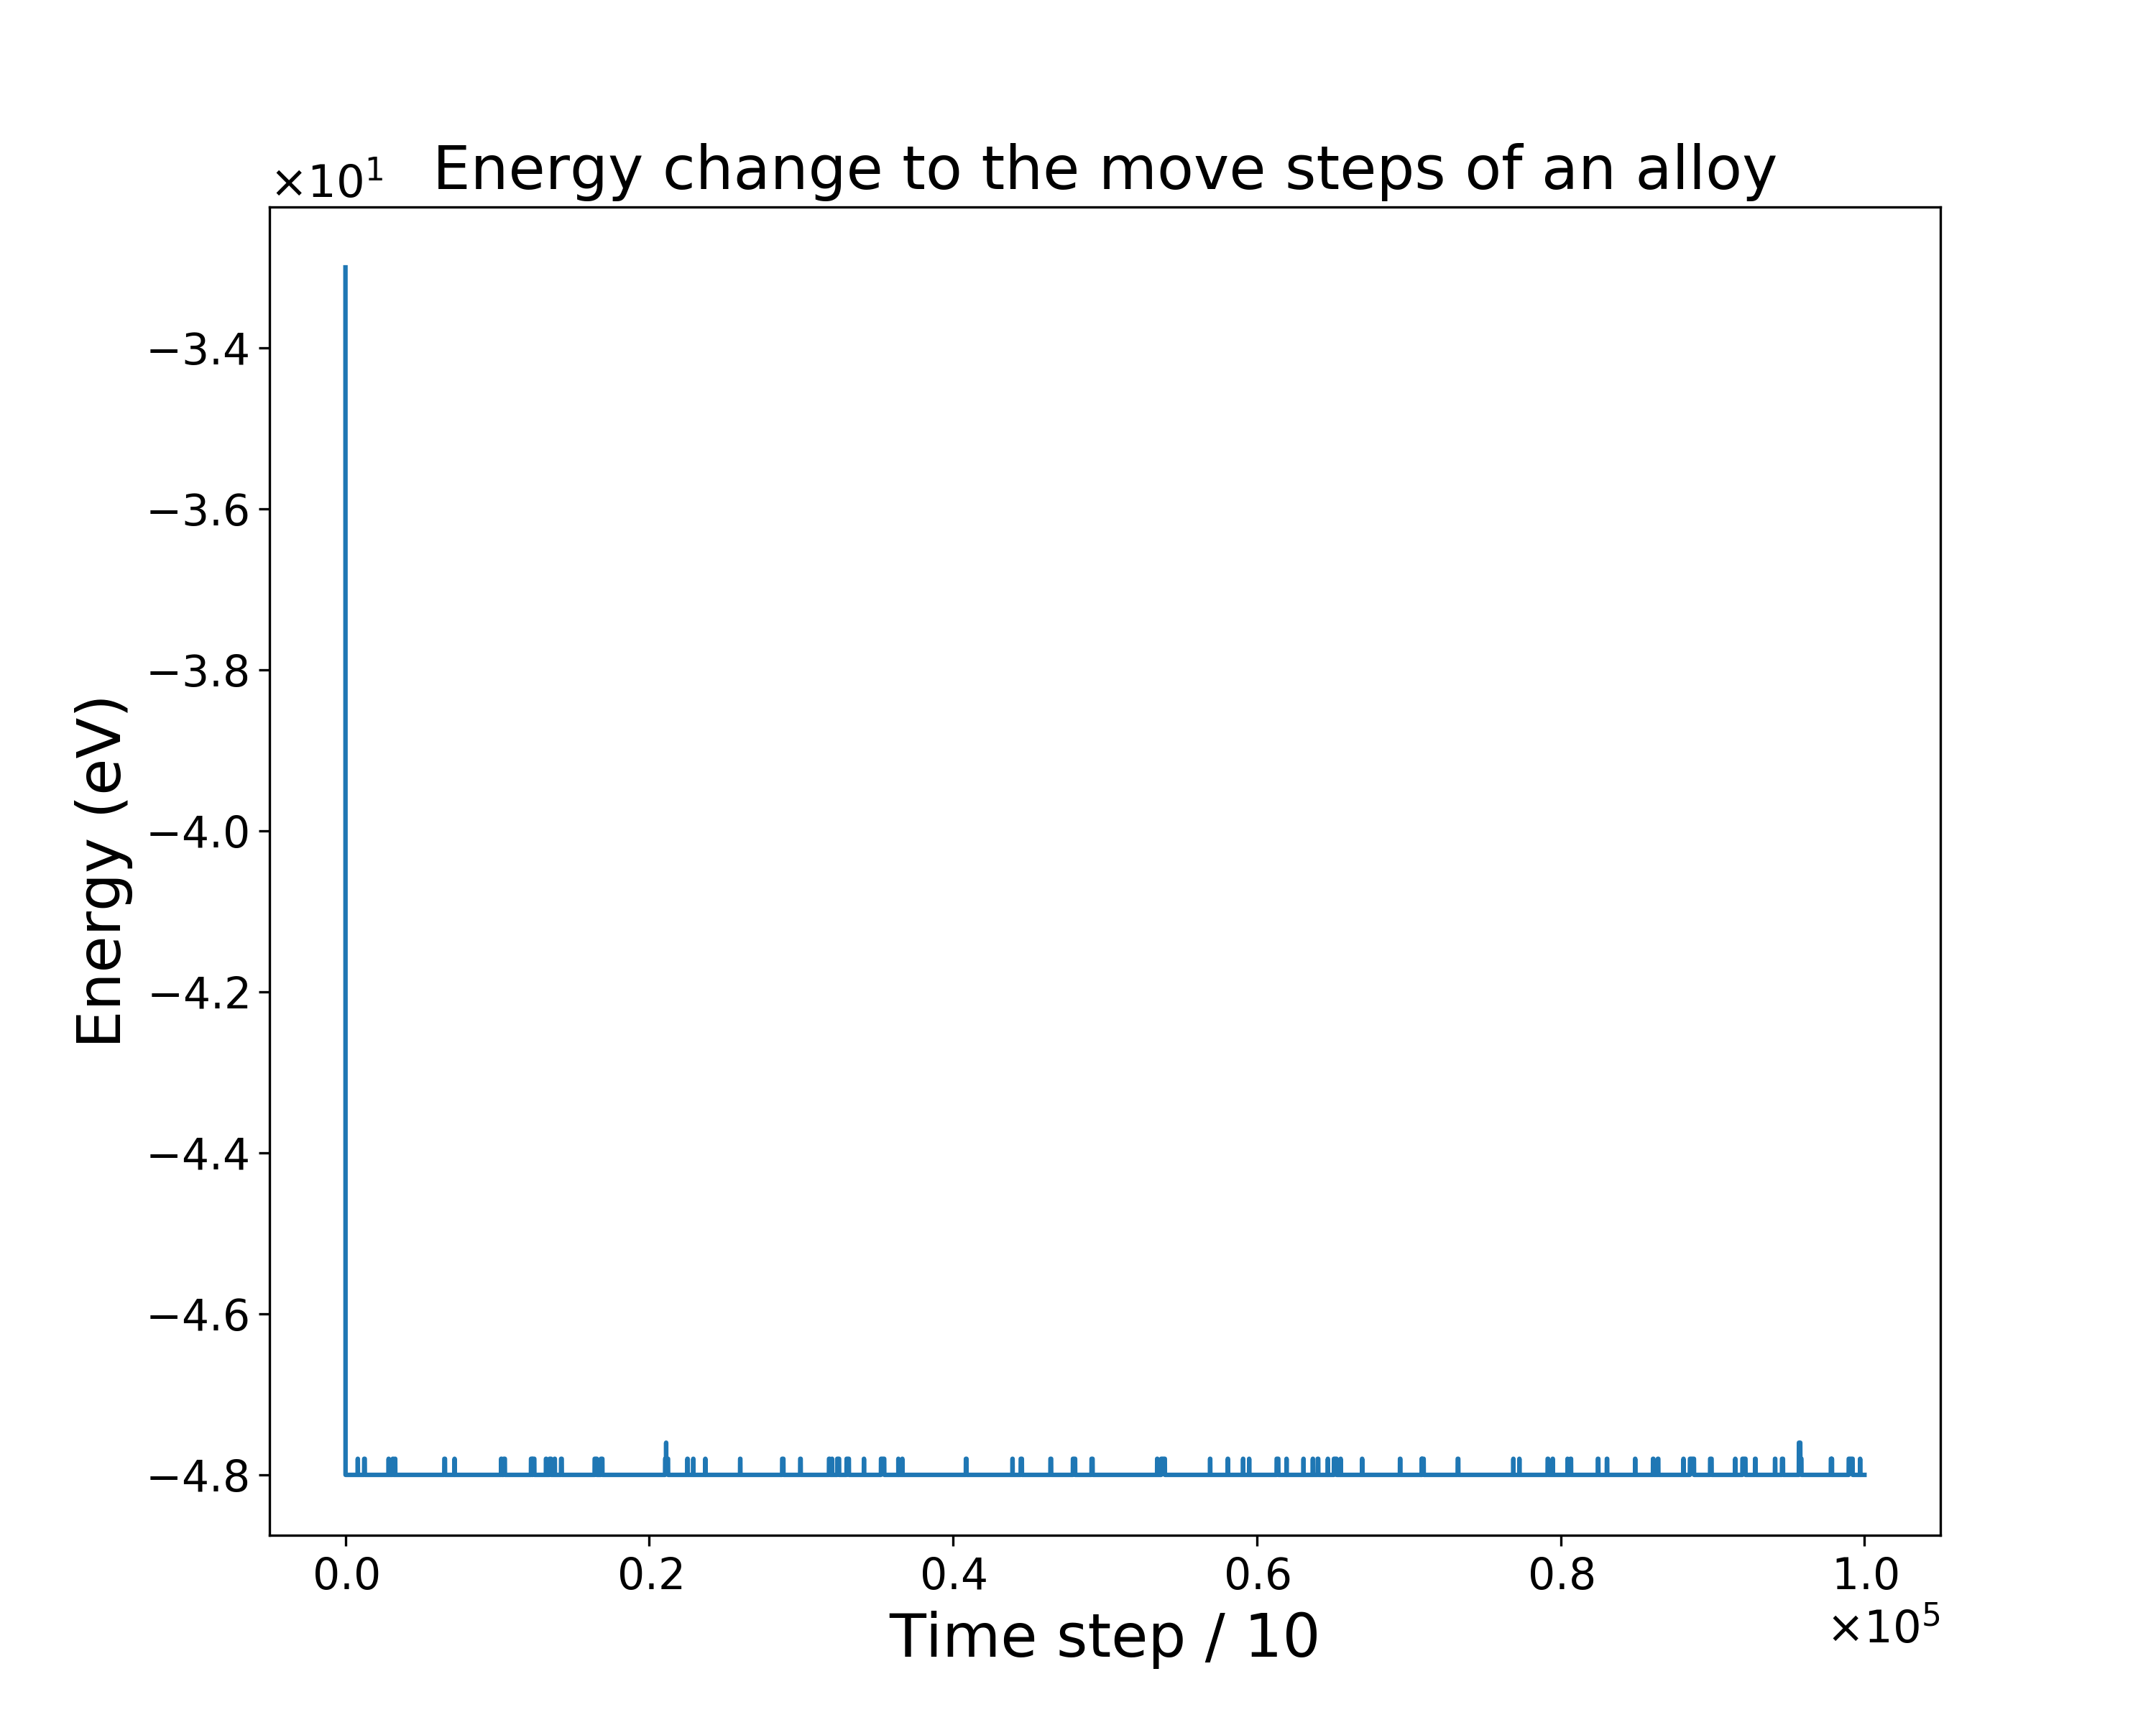 ×10¹ Energy change to the move steps of an alloy
−3.4
−3.6
−3.8
−4.0
−4.2
−4.4
−4.6
−4.8
Energy (eV)
0.0 0.2 0.4 0.6 0.8 1.0
Time step / 10
×10⁵